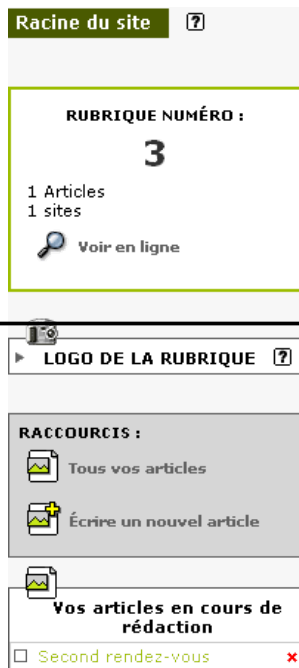 Racine du site
?
RUBRIQUE NUMÉRO :
3
1 Articles
1 sites
Voir en ligne
LOGO DE LA RUBRIQUE ?
RACCOURCIS :
Tous vos articles
Écrire un nouvel article
Vos articles en cours de
rédaction
Second rendez-vous